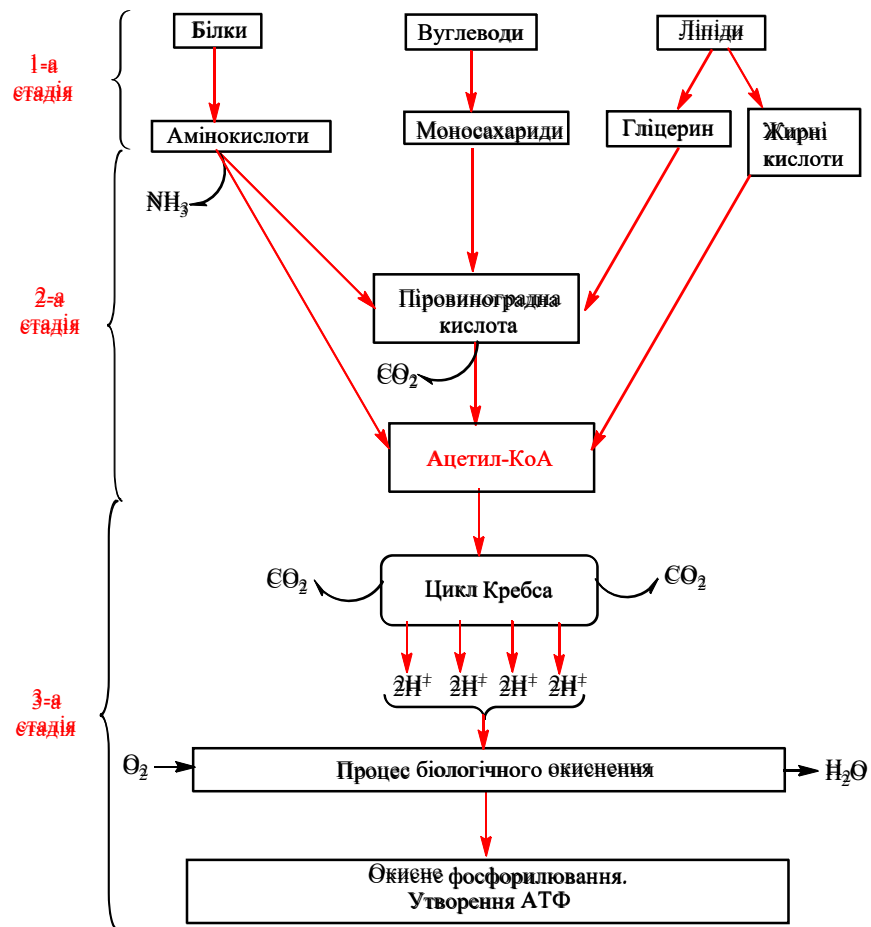 Білки
Вуглеводи
Ліпіди
1-а
стадія
Амінокислоти
Моносахариди
Гліцерин
Жирні
кислоти
NH₃
2-а
стадія
Піровиноградна
кислота
CO₂
Ацетил-КоА
CO₂
Цикл Кребса
CO₂
2H⁺
2H⁺
2H⁺
2H⁺
3-а
стадія
O₂
Процес біологічного окиснення
H₂O
Окисне фосфорилювання.
Утворення АТФ